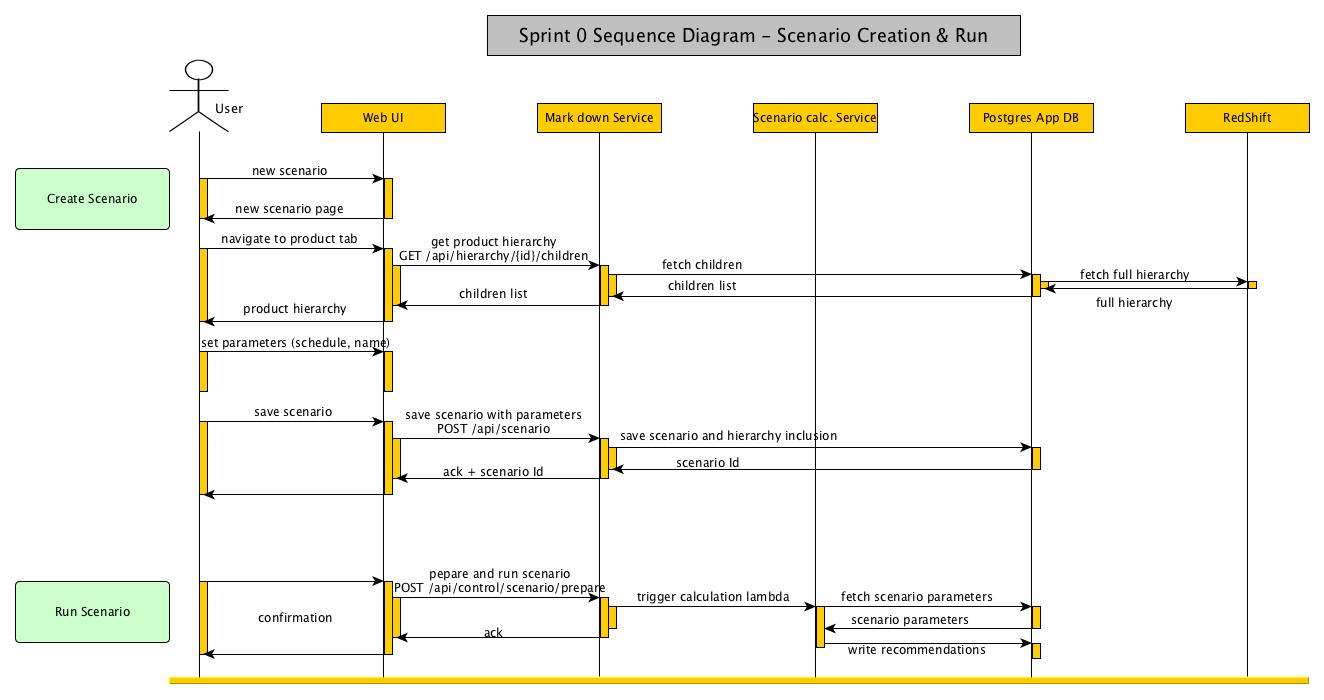 Sprint 0 Sequence Diagram – Scenario Creation & Run
User
Web UI
Mark down Service
Scenario calc. Service
Postgres App DB
RedShift
Create Scenario
new scenario
new scenario page
navigate to product tab
get product hierarchy
GET /api/hierarchy/{id}/children
fetch children
fetch full hierarchy
children list
children list
full hierarchy
product hierarchy
set parameters (schedule, name)
save scenario
save scenario with parameters
POST /api/scenario
save scenario and hierarchy inclusion
scenario Id
ack + scenario Id
Run Scenario
pepare and run scenario
POST /api/control/scenario/prepare
trigger calculation lambda
fetch scenario parameters
confirmation
scenario parameters
ack
write recommendations